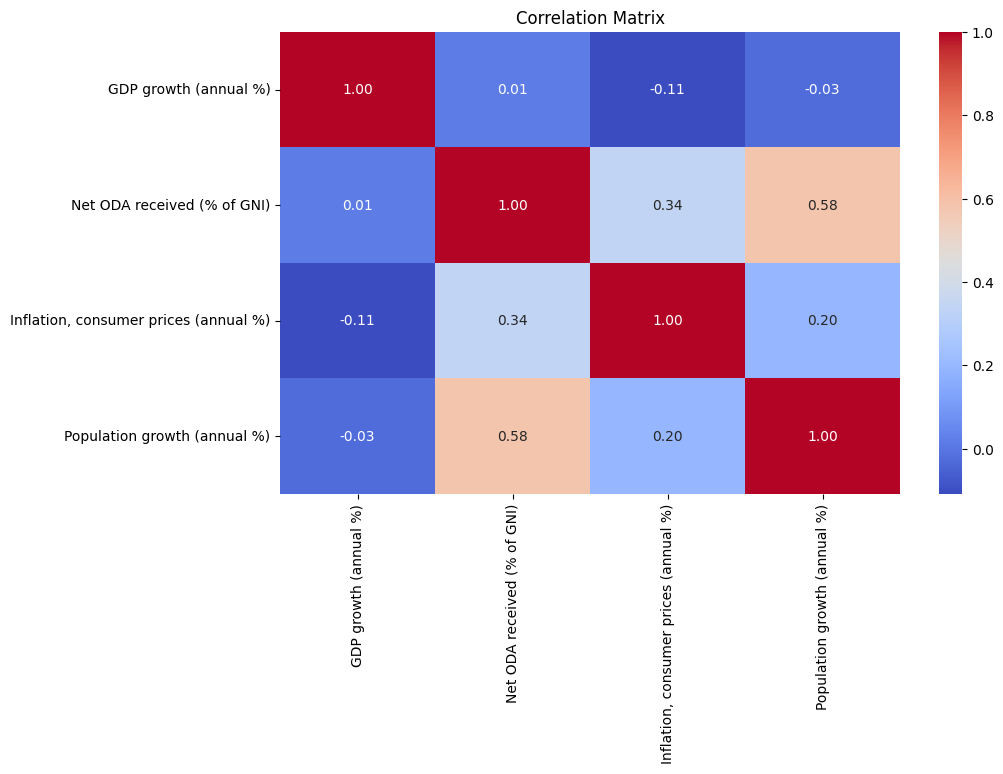 Correlation Matrix
GDP growth (annual %)
1.00
0.01
-0.11
-0.03
Net ODA received (% of GNI)
0.01
1.00
0.34
0.58
Inflation, consumer prices (annual %)
-0.11
0.34
1.00
0.20
Population growth (annual %)
-0.03
0.58
0.20
1.00
GDP growth (annual %)
Net ODA received (% of GNI)
Inflation, consumer prices (annual %)
Population growth (annual %)
1.0
0.8
0.6
0.4
0.2
0.0